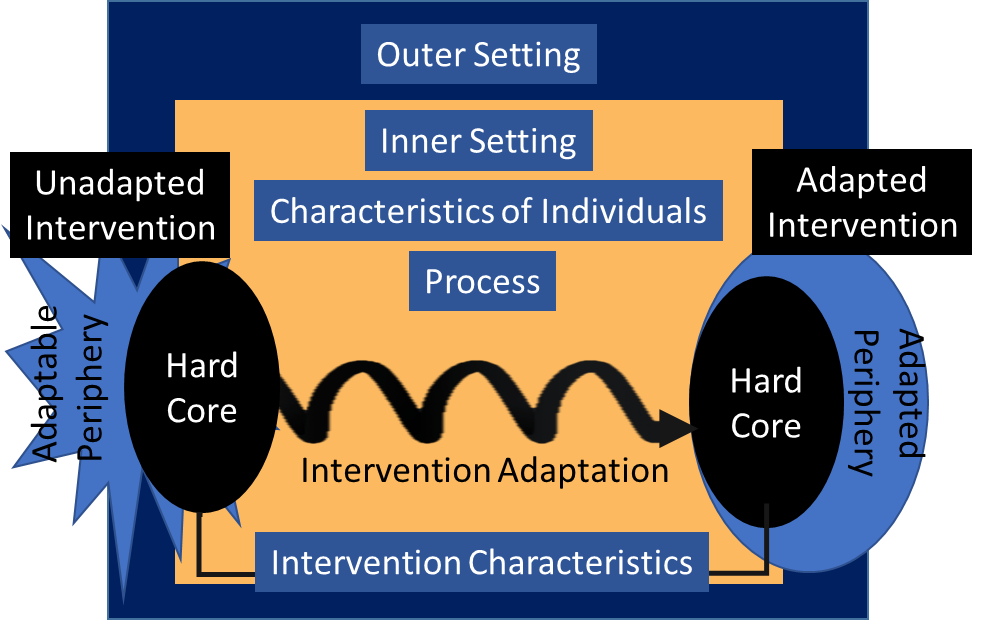 Outer Setting
Inner Setting
Unadapted
Intervention
Adapted
Intervention
Characteristics of Individuals
Process
Adaptable
Periphery
Hard
Core
Hard
Core
Adapted
Periphery
Intervention Adaptation
Intervention Characteristics